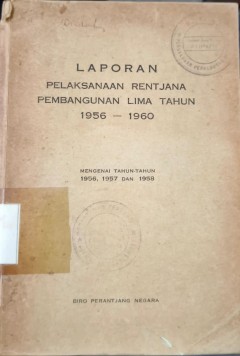 LAPORAN
PELAKSANAAN RENTJANA
PEMBANGUNAN LIMA TAHUN
1956 — 1960
MENGENAI TAHUN-TAHUN
1956, 1957 DAN 1958
BIRO PERANTJANG NEGARA